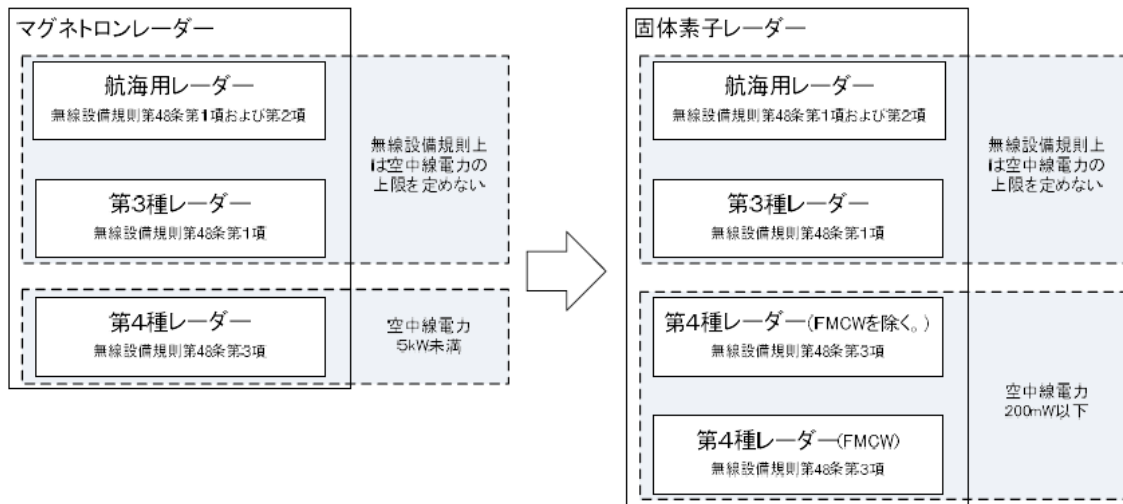 マグネトロンレーダー
航海用レーダー
無線設備規則第48条第1項および第2項
第3種レーダー
無線設備規則第48条第1項
無線設備規則上
は空中線電力の
上限を定めない
第4種レーダー
無線設備規則第48条第3項
空中線電力
5kW未満
固体素子レーダー
航海用レーダー
無線設備規則第48条第1項および第2項
第3種レーダー
無線設備規則第48条第1項
無線設備規則上
は空中線電力の
上限を定めない
第4種レーダー(FMCWを除く。)
無線設備規則第48条第3項
第4種レーダー(FMCW)
無線設備規則第48条第3項
空中線電力
200mW以下